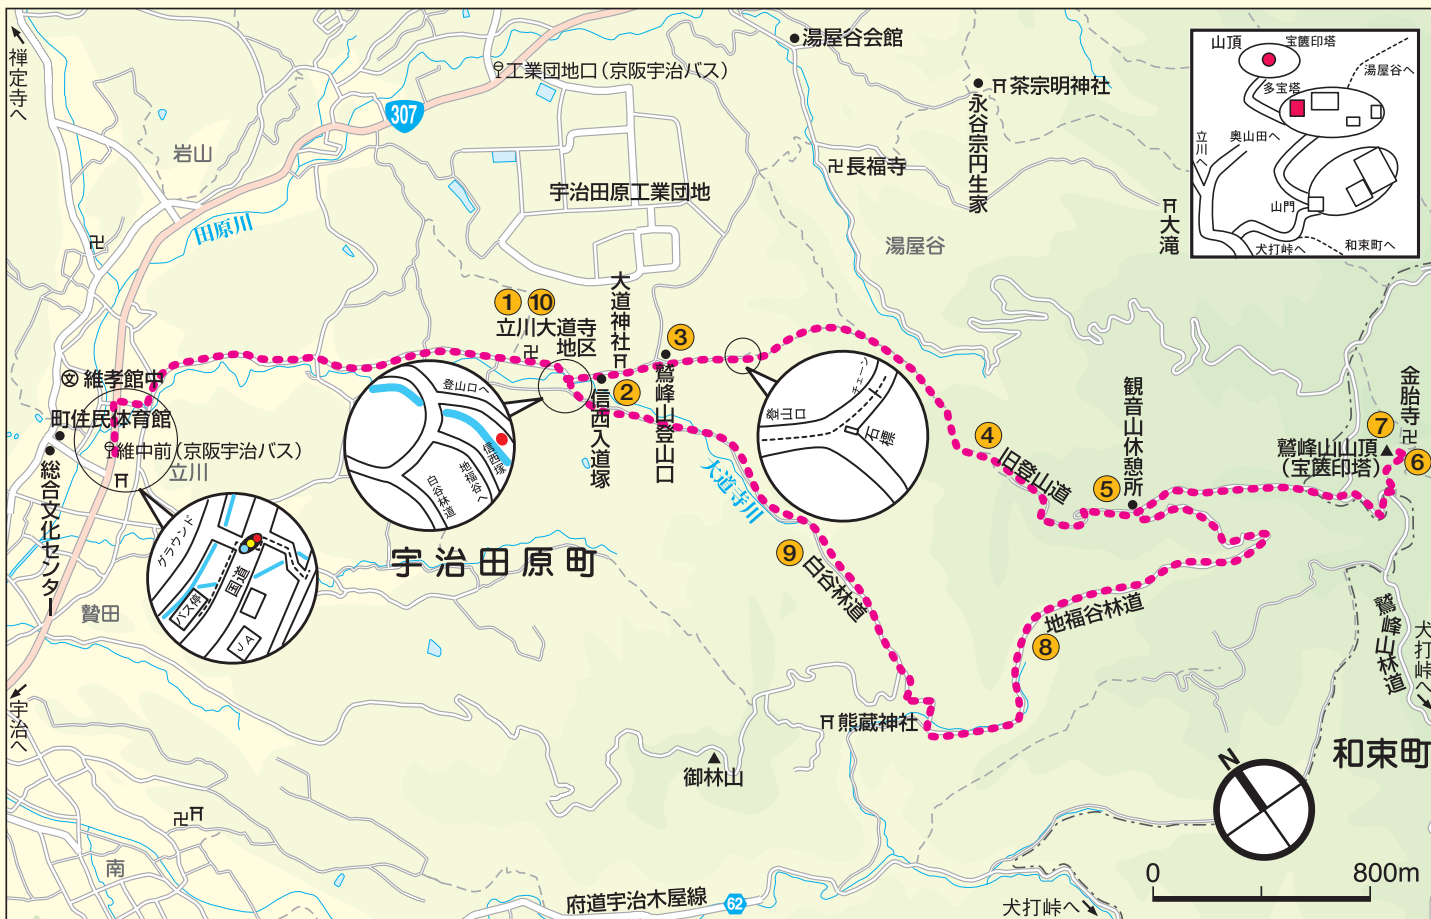 禅定寺へ
工業団地口(京阪宇治バス)
307
岩山
田原川
宇治田原工業団地
湯屋谷会館
茶宗明神社
永谷宗円生家
長福寺
湯屋谷
大滝
山頂
宝篋印塔
多宝塔
湯屋谷へ
立川へ
奥山田へ
山門
犬打峠へ
和束町へ
1 10
立川大道寺
地区
大道神社
3
鷲峰山登山口
2
信西入道塚
維孝館中
町住民体育館
維中前(京阪宇治バス)
立川
総合文化センター
登山口へ
信西塚
地福谷へ
白谷林道
登山口
チェーン
石標
グラウンド
国道
バス停
JA
宇治田原町
贄田
大道寺川
4
旧登山道
5
観音山休憩所
金胎寺
7
鷲峰山山頂
(宝篋印塔)
6
9
白谷林道
8
地福谷林道
鷲峰山林道
犬打峠へ
宇治へ
熊蔵神社
御林山
和束町
N
0
800m
南
府道宇治木屋線
62
犬打峠へ